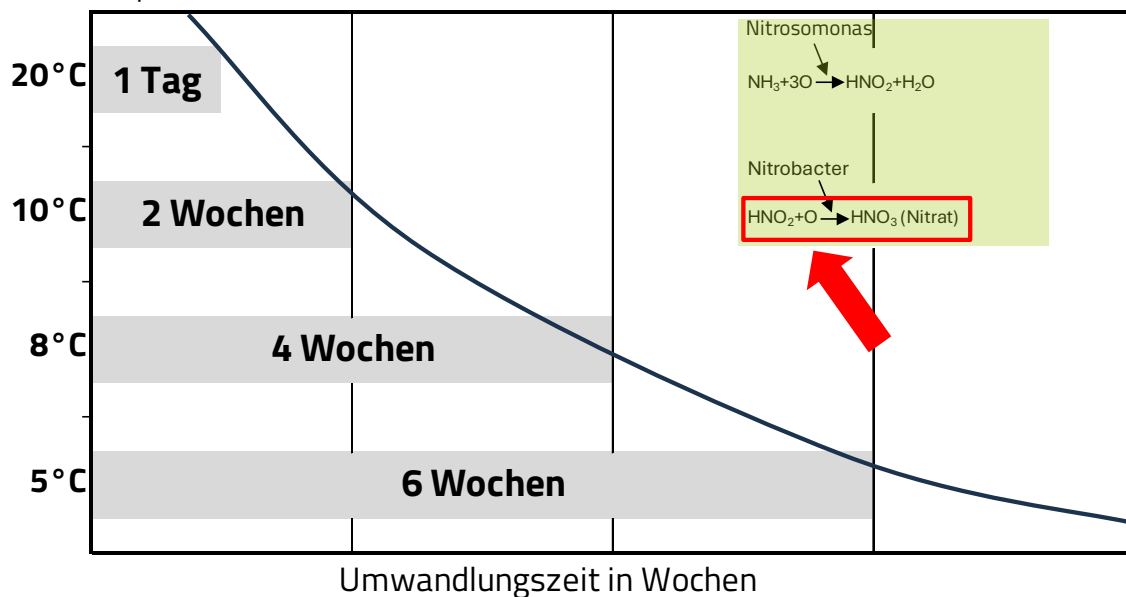 Nitrosomonas
20°C 1 Tag
NH₃+3O HNO₂+H₂O
Nitrobacter
10°C 2 Wochen
HNO₂+O HNO₃ (Nitrat)
8°C 4 Wochen
5°C 6 Wochen
Umwandlungszeit in Wochen